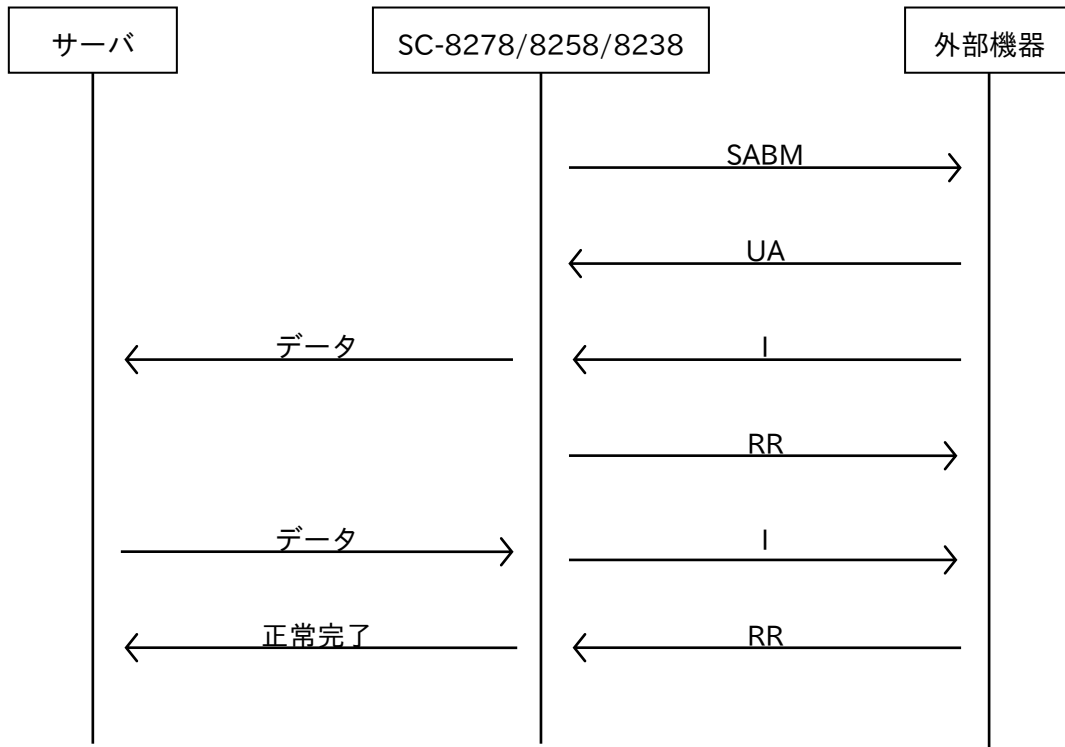 サーバ
SC-8278/8258/8238
外部機器
SABM
UA
データ
I
RR
データ
I
正常完了
RR